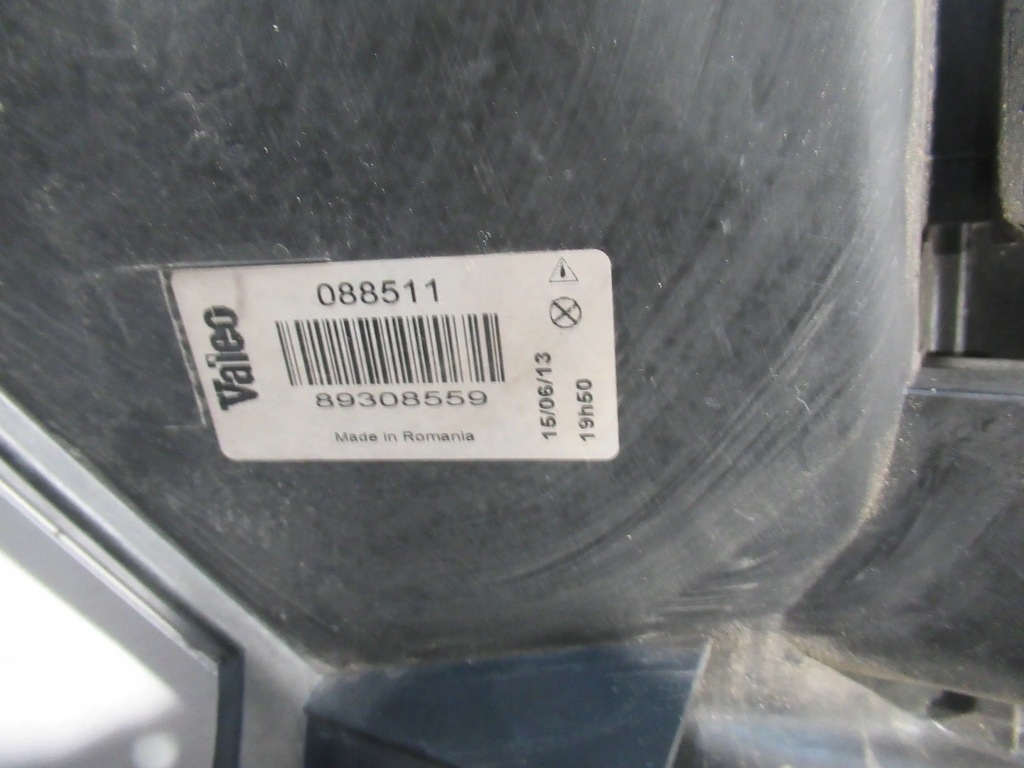 Valeo
088511
89308559
Made in Romania
15/06/13
19h50